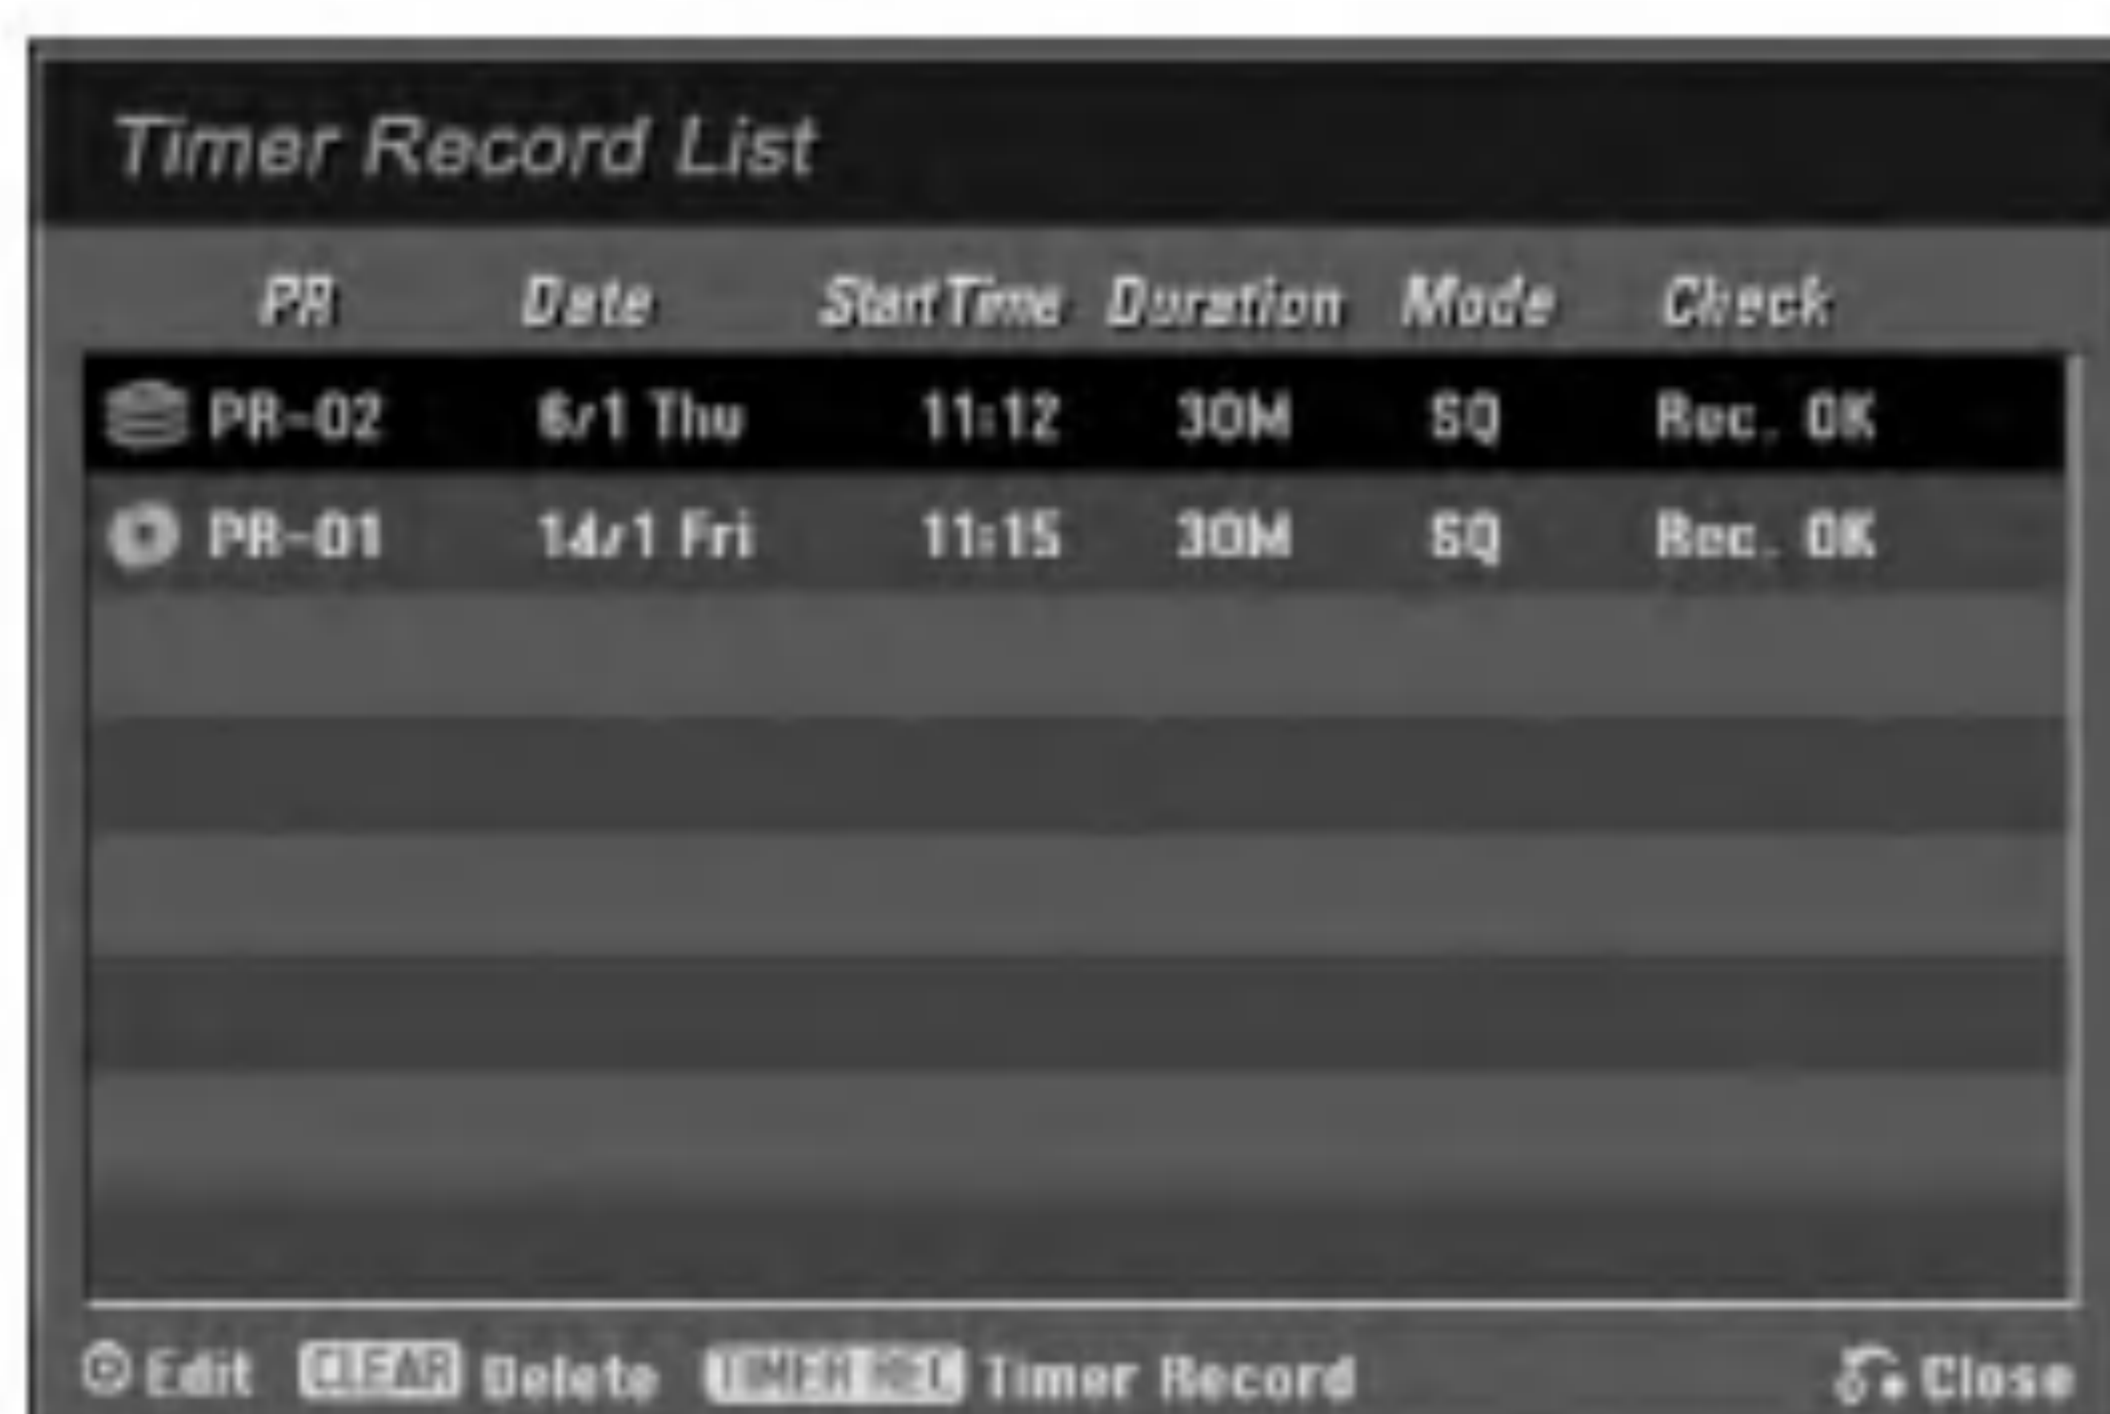 Timer Record List
PR Date Start Time Duration Mode Check
PR-02 6/1 Thu 11:12 30M SQ Rec. OK
PR-01 14/1 Fri 11:15 30M SQ Rec. OK
Edit CLEAR Delete TIMER REC Timer Record Close